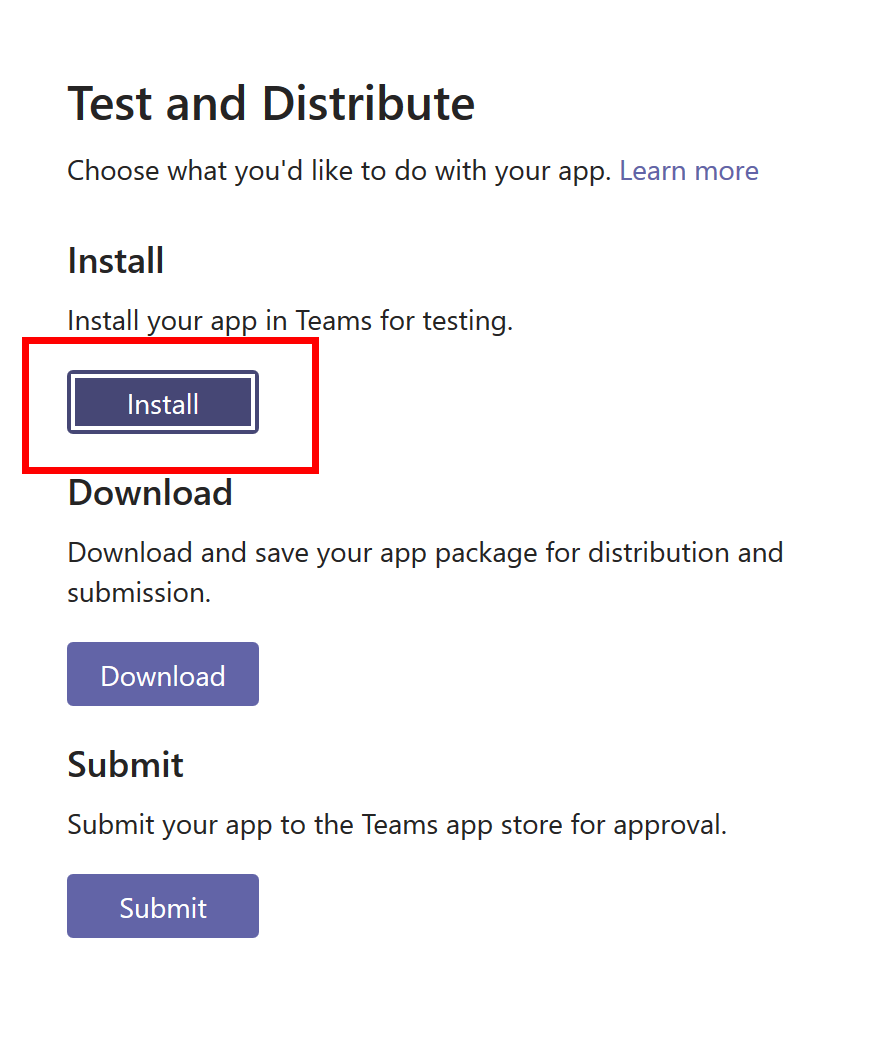 Test and Distribute
Choose what you'd like to do with your app. Learn more
Install
Install your app in Teams for testing.
Install
Download
Download and save your app package for distribution and
submission.
Download
Submit
Submit your app to the Teams app store for approval.
Submit